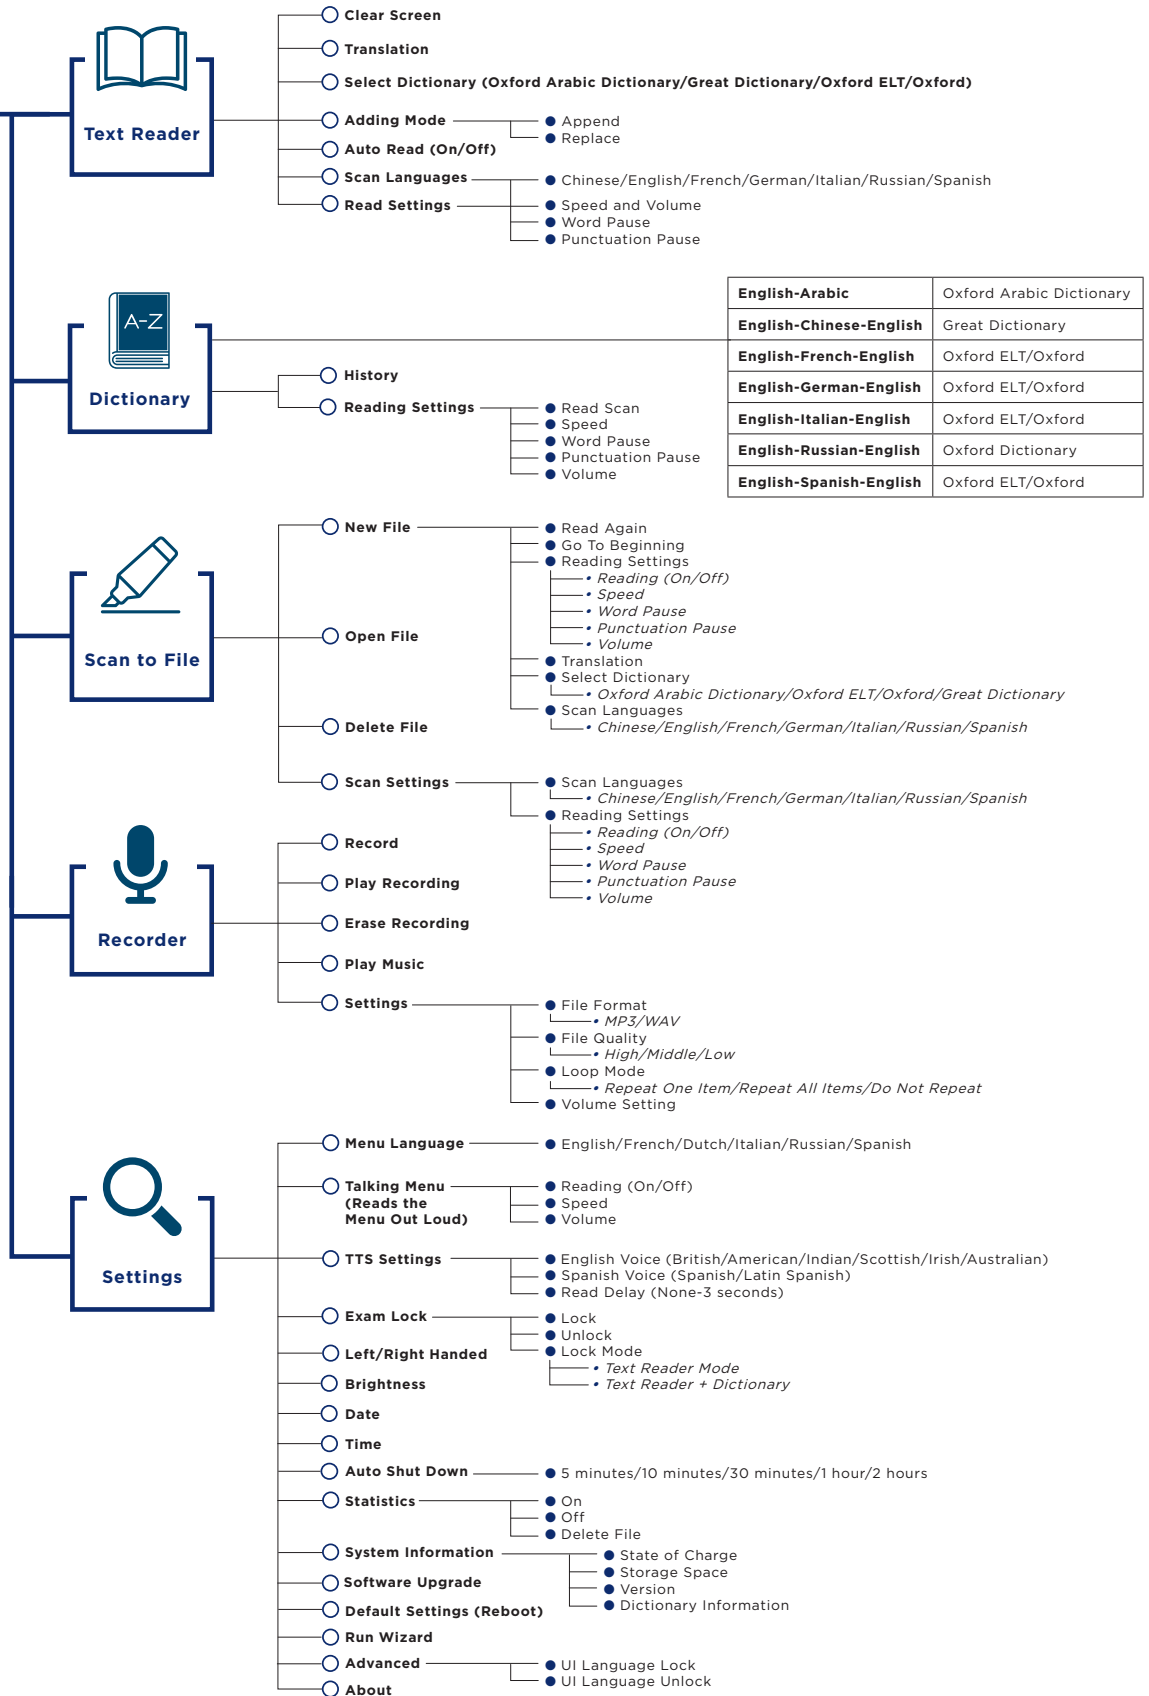 Text Reader
Clear Screen
Translation
Select Dictionary (Oxford Arabic Dictionary/Great Dictionary/Oxford ELT/Oxford)
Adding Mode
Append
Replace
Auto Read (On/Off)
Scan Languages
Chinese/English/French/German/Italian/Russian/Spanish
Read Settings
Speed and Volume
Word Pause
Punctuation Pause
A-Z
Dictionary
English-Arabic Oxford Arabic Dictionary
English-Chinese-English Great Dictionary
English-French-English Oxford ELT/Oxford
English-German-English Oxford ELT/Oxford
English-Italian-English Oxford ELT/Oxford
English-Russian-English Oxford Dictionary
English-Spanish-English Oxford ELT/Oxford
History
Reading Settings
Read Scan
Speed
Word Pause
Punctuation Pause
Volume
Scan to File
New File
Read Again
Go To Beginning
Reading Settings
Reading (On/Off)
Speed
Word Pause
Punctuation Pause
Volume
Translation
Select Dictionary
Oxford Arabic Dictionary/Oxford ELT/Oxford/Great Dictionary
Scan Languages
Chinese/English/French/German/Italian/Russian/Spanish
Open File
Delete File
Scan Settings
Scan Languages
Chinese/English/French/German/Italian/Russian/Spanish
Reading Settings
Reading (On/Off)
Speed
Word Pause
Punctuation Pause
Volume
Recorder
Record
Play Recording
Erase Recording
Play Music
Settings
File Format
MP3/WAV
File Quality
High/Middle/Low
Loop Mode
Repeat One Item/Repeat All Items/Do Not Repeat
Volume Setting
Settings
Menu Language
English/French/Dutch/Italian/Russian/Spanish
Talking Menu
(Reads the
Menu Out Loud)
Reading (On/Off)
Speed
Volume
TTS Settings
English Voice (British/American/Indian/Scottish/Irish/Australian)
Spanish Voice (Spanish/Latin Spanish)
Read Delay (None-3 seconds)
Exam Lock
Lock
Unlock
Lock Mode
Text Reader Mode
Text Reader + Dictionary
Left/Right Handed
Brightness
Date
Time
Auto Shut Down
5 minutes/10 minutes/30 minutes/1 hour/2 hours
Statistics
On
Off
Delete File
System Information
State of Charge
Storage Space
Version
Dictionary Information
Software Upgrade
Default Settings (Reboot)
Run Wizard
Advanced
UI Language Lock
UI Language Unlock
About